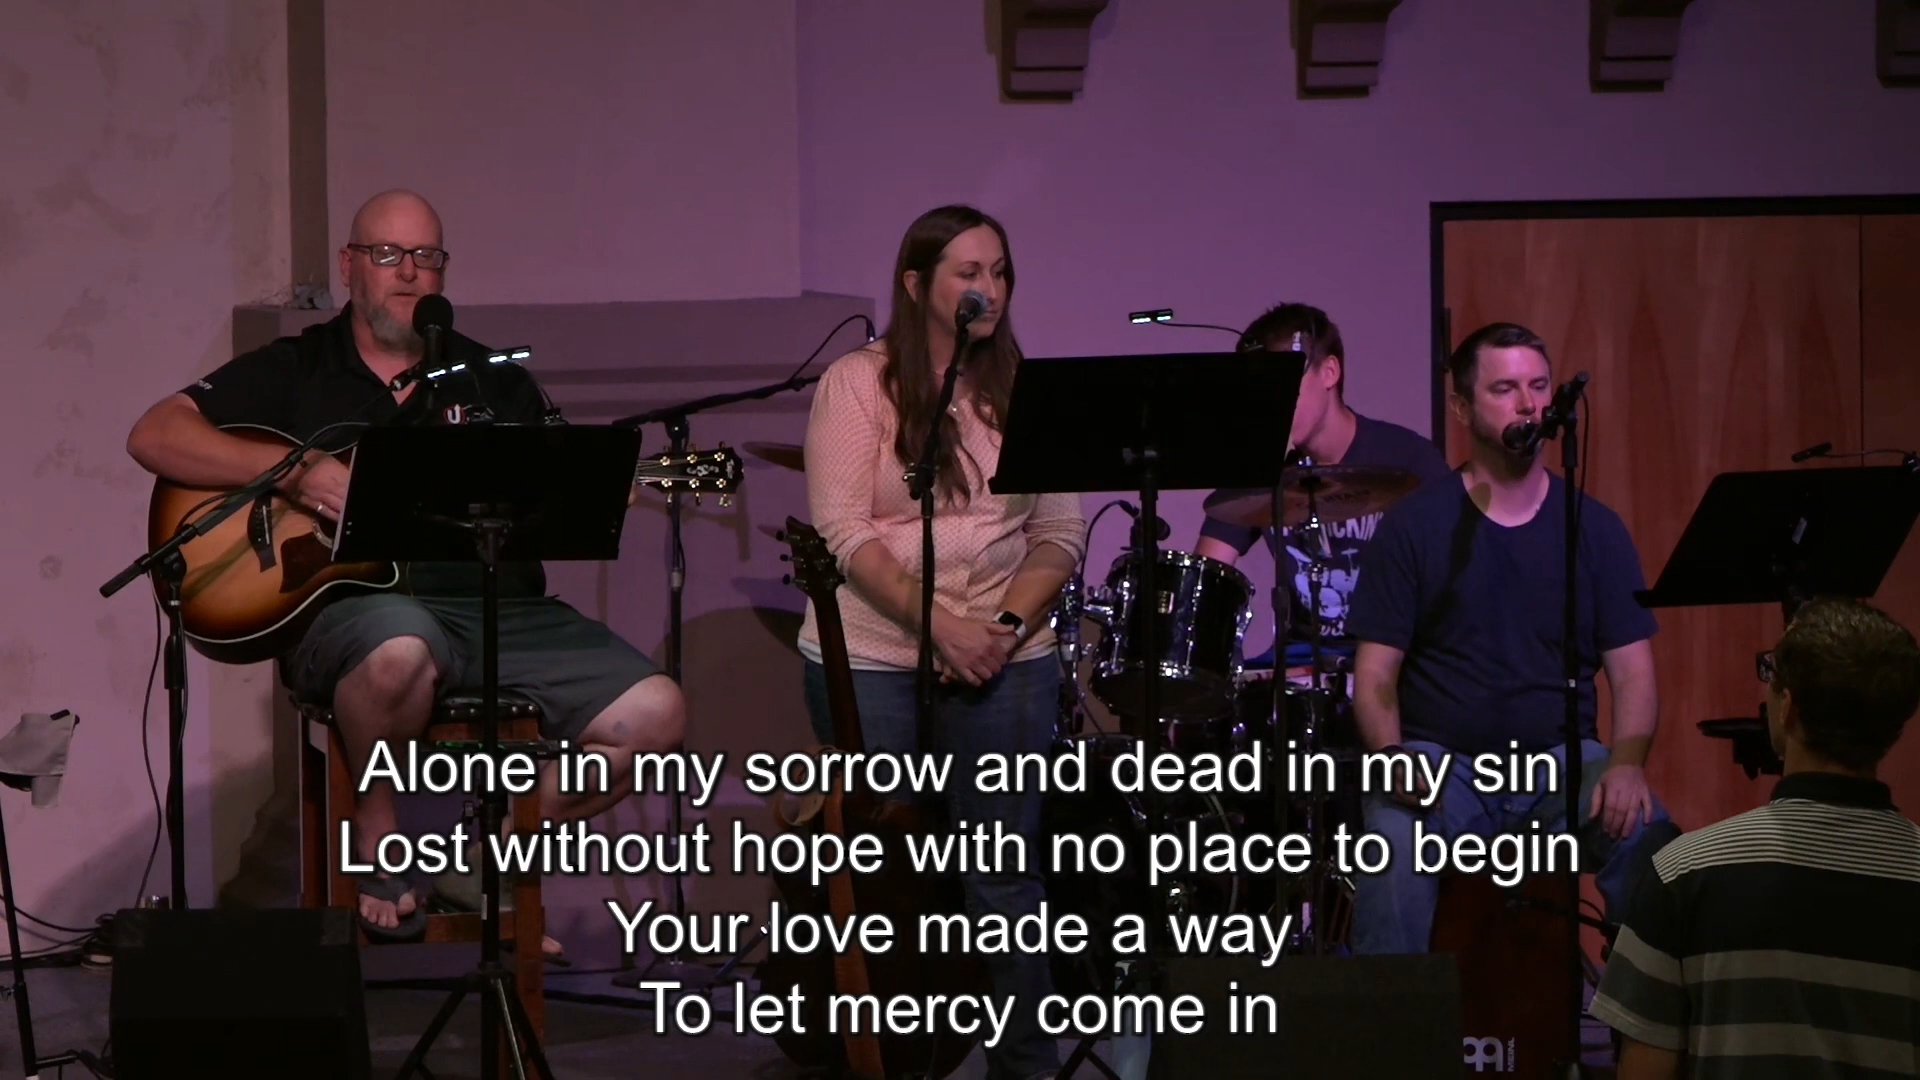 Alone in my sorrow and dead in my sin
Lost without hope with no place to begin
Your love made a way
To let mercy come in
MEINL